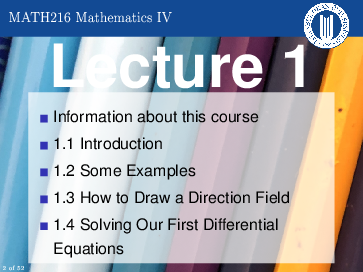 MATH216 Mathematics IV
Lecture 1
Information about this course
1.1 Introduction
1.2 Some Examples
1.3 How to Draw a Direction Field
1.4 Solving Our First Differential
Equations
2 of 52